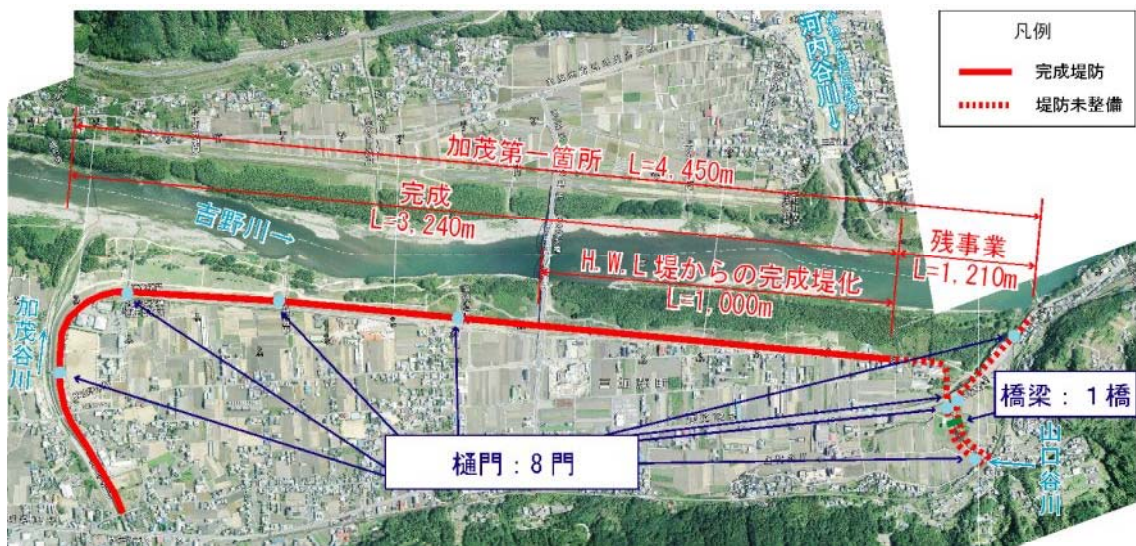 凡例
完成堤防
堤防未整備
河内谷川→
加茂第一箇所 L=4,450m
完成
L=3,240m
吉野川→
残事業
L=1,210m
H.W.L堤からの完成堤化
L=1,000m
加茂谷川→
橋梁：1橋
樋門：8門
山口谷川